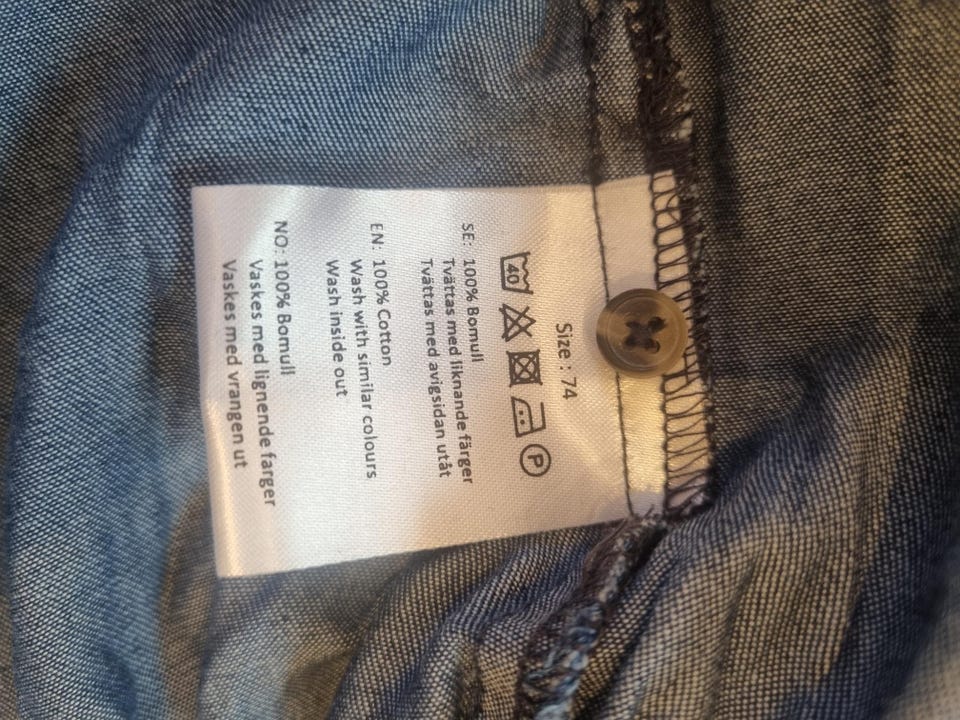 Size : 74
40 P
SE: 100% Bomull
Tvättas med liknande färger
Tvättas med avigsidan utåt
EN: 100% Cotton
Wash with similar colours
Wash inside out
NO: 100% Bomull
Vaskes med lignende farger
Vaskes med vrangen ut